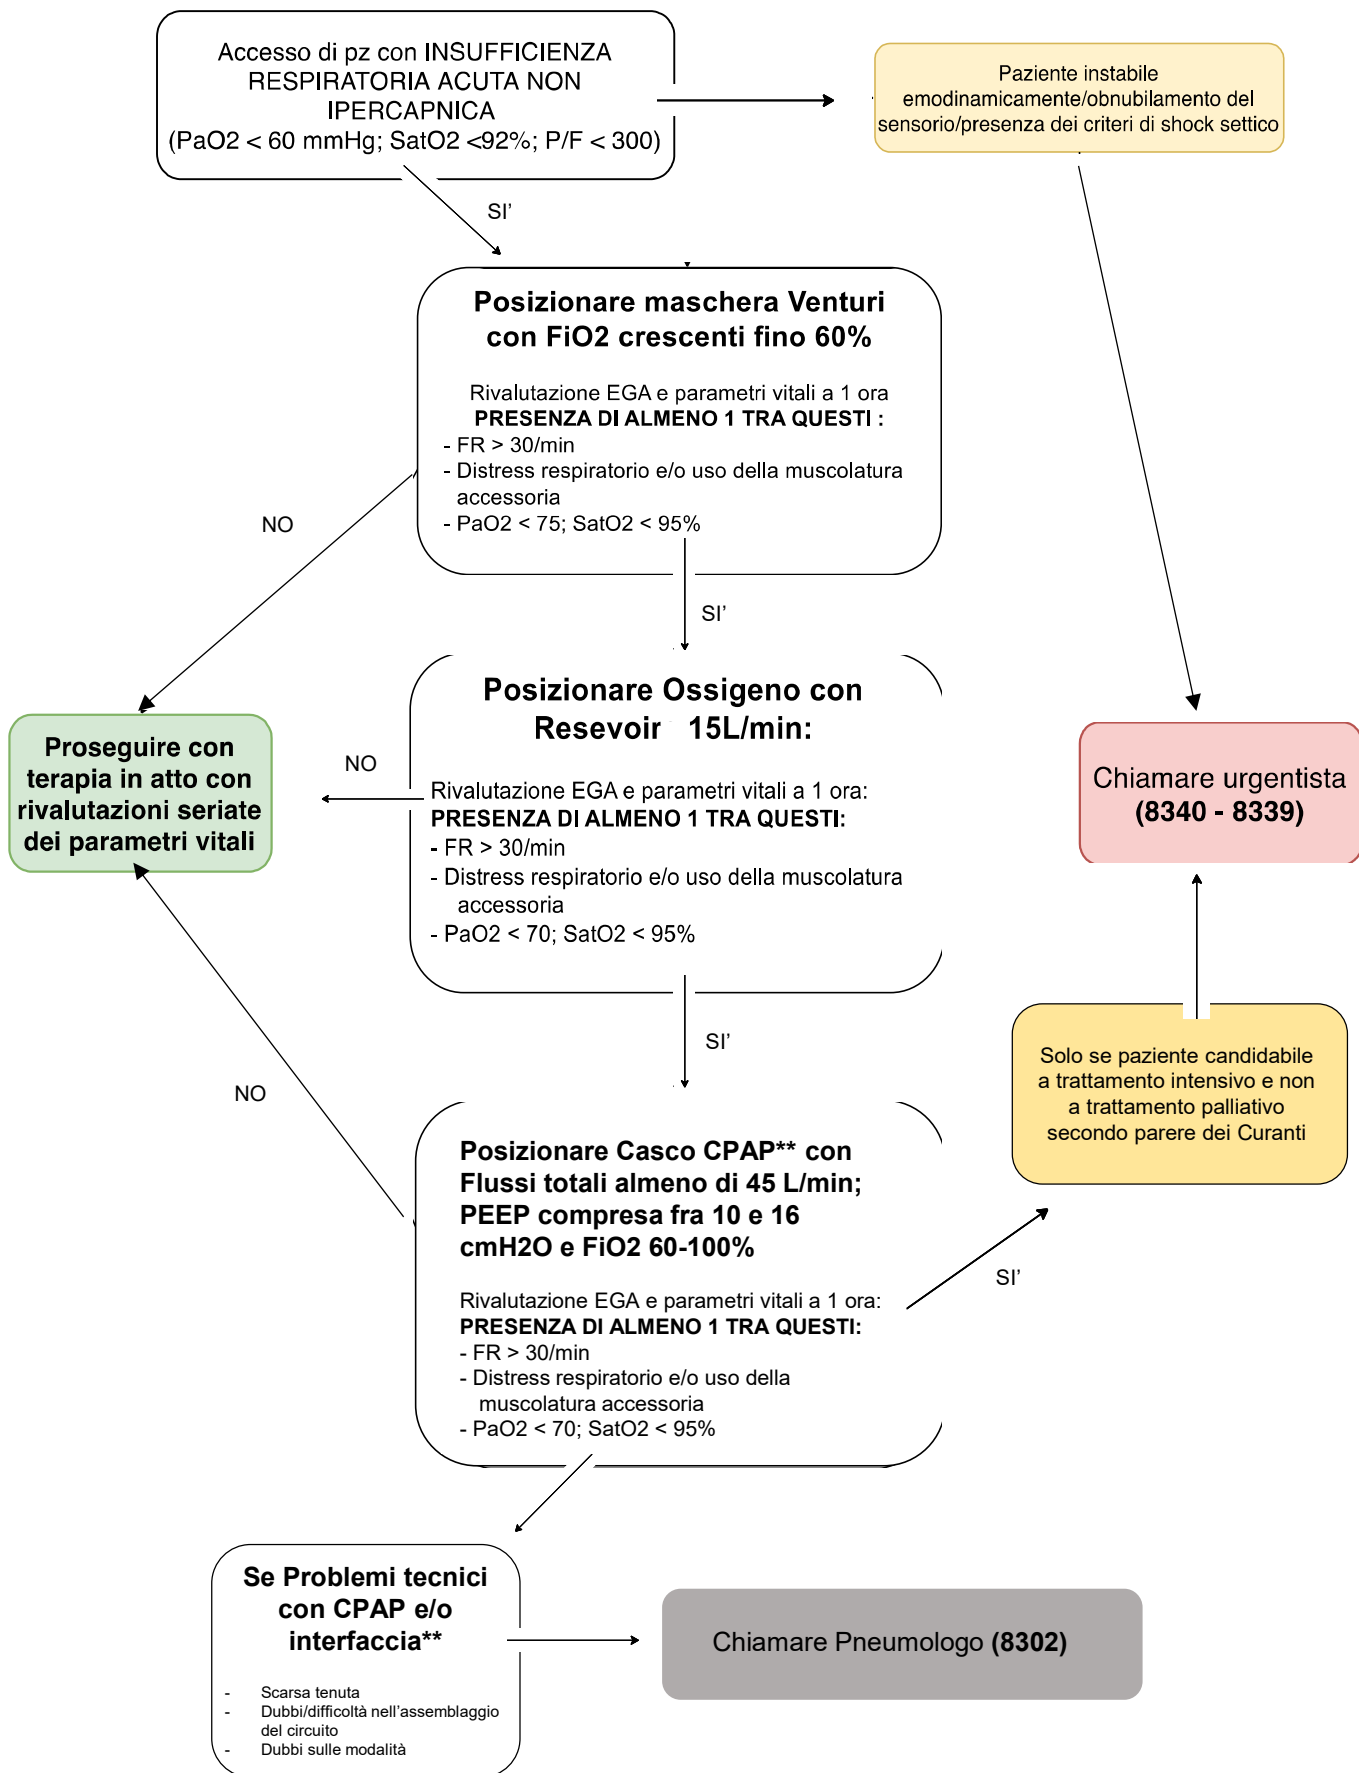 Accesso di pz con INSUFFICIENZA
RESPIRATORIA ACUTA NON
IPERCAPNICA
(PaO2 < 60 mmHg; SatO2 <92%; P/F < 300)
Paziente instabile
emodinamicamente/obnubilamento del
sensorio/presenza dei criteri di shock settico
SI'
Posizionare maschera Venturi
con FiO2 crescenti fino 60%
Rivalutazione EGA e parametri vitali a 1 ora
PRESENZA DI ALMENO 1 TRA QUESTI :
- FR > 30/min
- Distress respiratorio e/o uso della muscolatura
accessoria
- PaO2 < 75; SatO2 < 95%
NO
SI'
Posizionare Ossigeno con
Resevoir 15L/min:
Rivalutazione EGA e parametri vitali a 1 ora:
PRESENZA DI ALMENO 1 TRA QUESTI:
- FR > 30/min
- Distress respiratorio e/o uso della muscolatura
accessoria
- PaO2 < 70; SatO2 < 95%
NO
Proseguire con
terapia in atto con
rivalutazioni seriate
dei parametri vitali
Chiamare urgentista
(8340 - 8339)
SI'
NO
Solo se paziente candidabile
a trattamento intensivo e non
a trattamento palliativo
secondo parere dei Curanti
Posizionare Casco CPAP** con
Flussi totali almeno di 45 L/min;
PEEP compresa fra 10 e 16
cmH2O e FiO2 60-100%
Rivalutazione EGA e parametri vitali a 1 ora:
PRESENZA DI ALMENO 1 TRA QUESTI:
- FR > 30/min
- Distress respiratorio e/o uso della
muscolatura accessoria
- PaO2 < 70; SatO2 < 95%
SI'
Se Problemi tecnici
con CPAP e/o
interfaccia**
- Scarsa tenuta
- Dubbi/difficoltà nell'assemblaggio
del circuito
- Dubbi sulle modalità
Chiamare Pneumologo (8302)